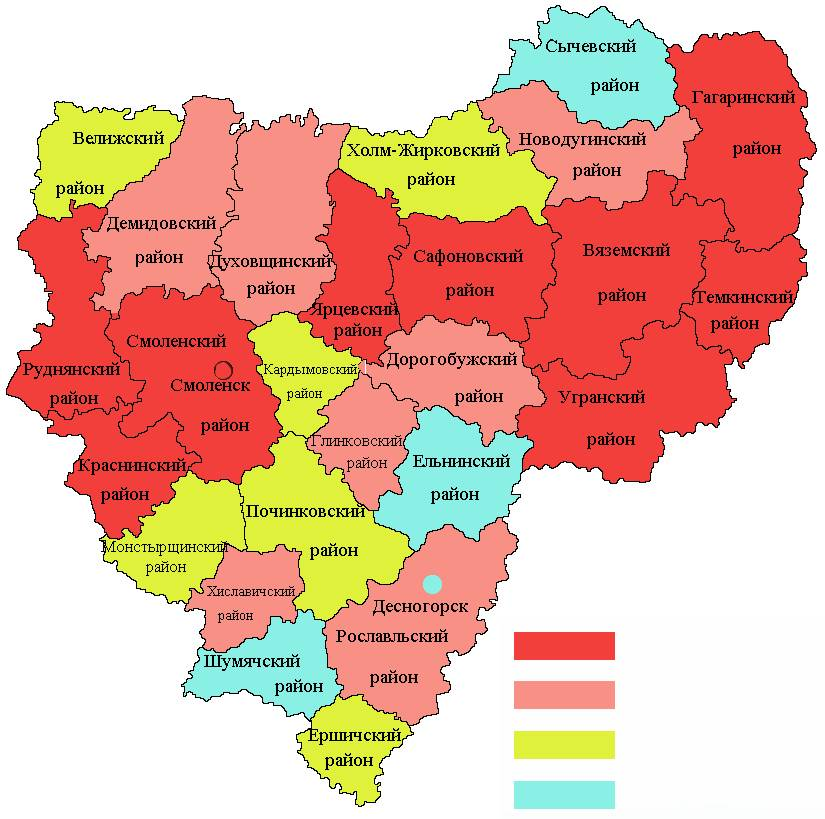 Сычевский
район
Гагаринский
район
Велижский
район
Холм-Жирковский
район
Новодугинский
район
Демидовский
район
Духовщинский
район
Ярцевский
район
Сафоновский
район
Вяземский
район
Темкинский
район
Смоленский
Смоленск
район
Руднянский
район
Кардымовский
район
Дорогобужский
район
Угранский
район
Краснинский
район
Глинковский
район
Ельнинский
район
Починковский
район
Монстырщинский
район
Хиславичский
район
Десногорск
Рославльский
район
Шумячский
район
Ершичский
район